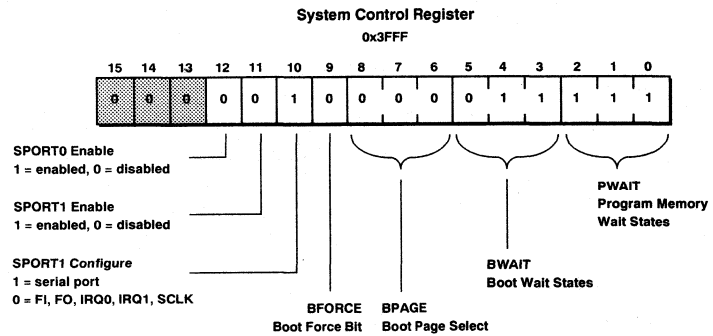 System Control Register
0x3FFF
15 14 13 12 11 10 9 8 7 6 5 4 3 2 1 0
0 0 0 0 0 1 0 0 0 0 0 1 1 1 1 1
SPORT0 Enable
1 = enabled, 0 = disabled
SPORT1 Enable
1 = enabled, 0 = disabled
SPORT1 Configure
1 = serial port
0 = FI, FO, IRQ0, IRQ1, SCLK
BFORCE
Boot Force Bit
BPAGE
Boot Page Select
BWAIT
Boot Wait States
PWAIT
Program Memory
Wait States